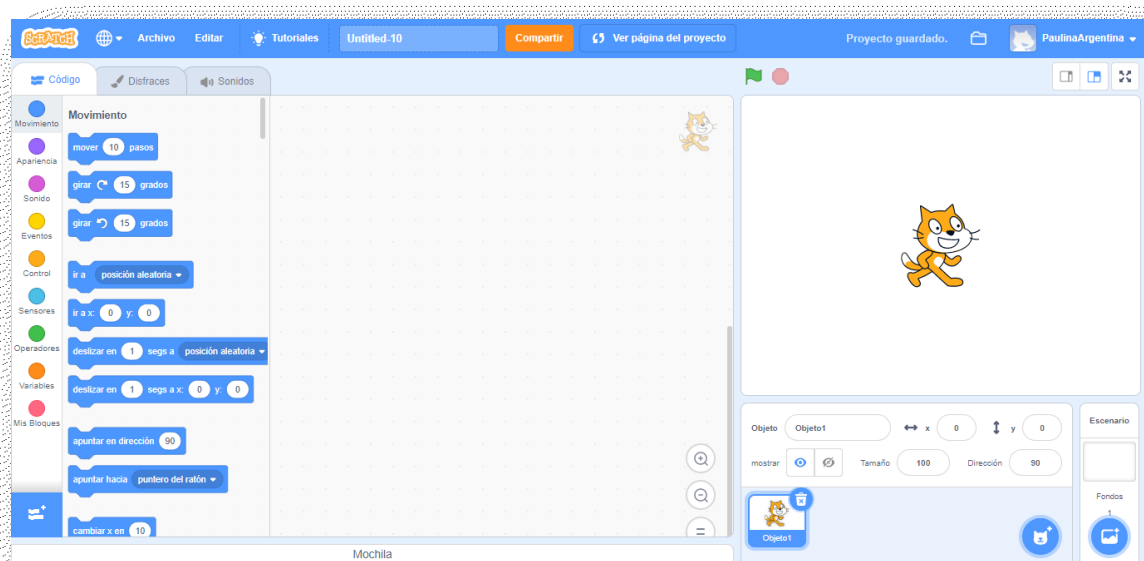 SCRATCH Archivo Editar Tutoriales Untitled-10 Compartir Ver página del proyecto Proyecto guardado. PaulinaArgentina
Código Disfraces Sonidos
Movimiento
Apariencia
Sonido
Eventos
Control
Sensores
Operadores
Variables
Mis Bloques
Movimiento
mover 10 pasos
girar 15 grados
girar 15 grados
ir a posición aleatoria
ir a x: 0 y: 0
deslizar en 1 segs a posición aleatoria
deslizar en 1 segs a x: 0 y: 0
apuntar en dirección 90
apuntar hacia puntero del ratón
cambiar x en 10
Mochila
Objeto Objeto1 x 0 y 0
mostrar Tamaño 100 Dirección 90
Objeto1
Escenario
Fondos
1